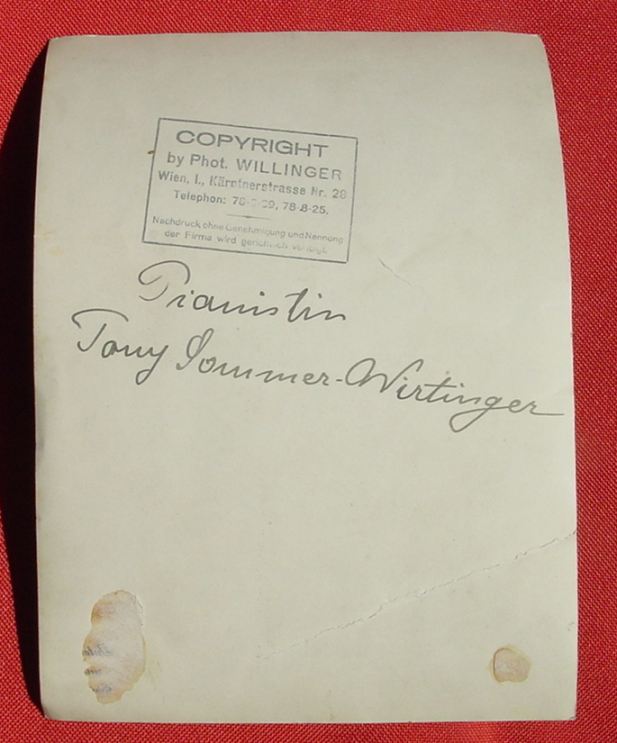 COPYRIGHT
by Phot. WILLINGER
Wien, I., Kärntnerstrasse Nr. 28
Telephon: 78-8-25.
Nachdruck ohne Genehmigung und Nennung
der Firma wird gerichtlich verfolgt.
Pianistin
Tony Sommer-Wirtinger